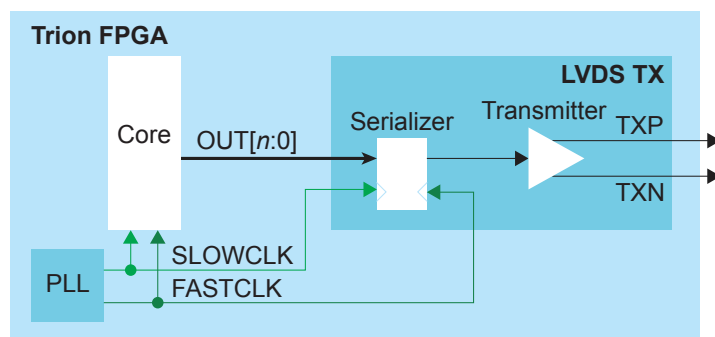 Trion FPGA
LVDS TX
Core
OUT[n:0]
Serializer
Transmitter
TXP
TXN
SLOWCLK
PLL
FASTCLK